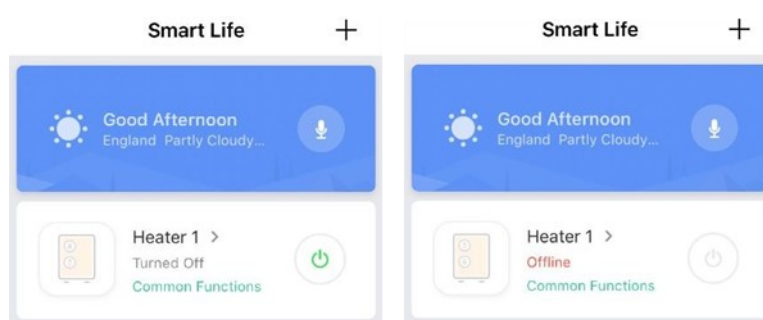 Smart Life +
Good Afternoon
England Partly Cloudy...
Heater 1 >
Turned Off
Common Functions
Smart Life +
Good Afternoon
England Partly Cloudy...
Heater 1 >
Offline
Common Functions